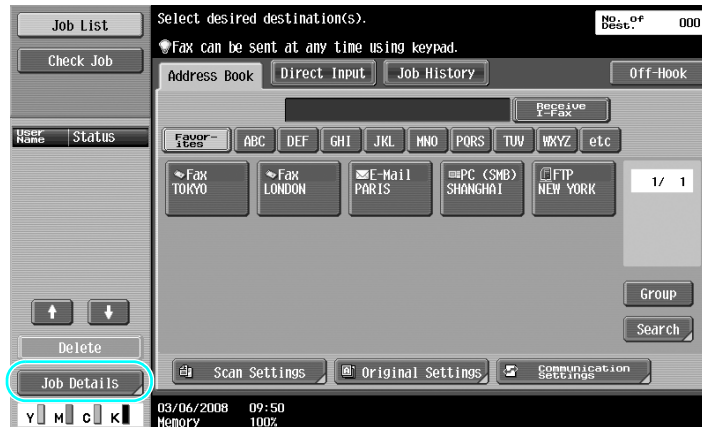 Job List
Check Job
User Name
Status
Delete
Job Details
Y M C K
Select desired destination(s).
No. of Dest. 000
Fax can be sent at any time using keypad.
Address Book
Direct Input
Job History
Off-Hook
Receive I-Fax
Favor-ites
ABC
DEF
GHI
JKL
MNO
PQRS
TUV
WXYZ
etc
Fax
TOKYO
Fax
LONDON
E-Mail
PARIS
PC (SMB)
SHANGHAI
FTP
NEW YORK
1/ 1
Group
Search
Scan Settings
Original Settings
Communication Settings
03/06/2008 09:50
Memory 100%